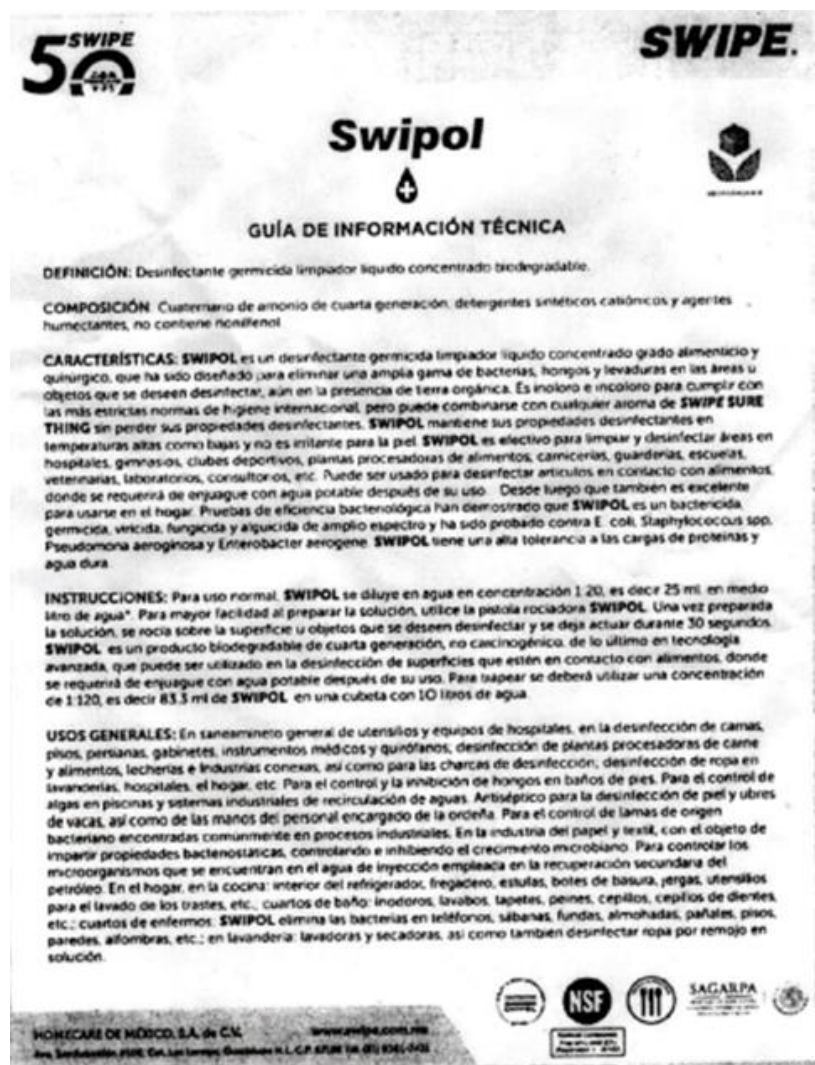 50 SWIPE
SWIPE.
Swipol
GUÍA DE INFORMACIÓN TÉCNICA
DEFINICIÓN: Desinfectante germicida limpiador líquido concentrado biodegradable.
COMPOSICIÓN: Cuaternario de amonio de cuarta generación, detergentes sintéticos catiónicos y agentes
humectantes, no contiene nonilfenol
CARACTERÍSTICAS: SWIPOL es un desinfectante germicida limpiador líquido concentrado grado alimenticio y
quirúrgico, que ha sido diseñado para eliminar una amplia gama de bacterias, hongos y levaduras en las áreas u
objetos que se deseen desinfectar, aún en la presencia de tierra orgánica. Es inoloro e incoloro para cumplir con
las más estrictas normas de higiene internacional, pero puede combinarse con cualquier aroma de SWIPE SURE
THING sin perder sus propiedades desinfectantes. SWIPOL mantiene sus propiedades desinfectantes en
temperaturas altas como bajas y no es irritante para la piel. SWIPOL es efectivo para limpiar y desinfectar áreas en
hospitales, gimnasios, clubes deportivos, plantas procesadoras de alimentos, carnicerías, guarderías, escuelas,
veterinarias, laboratorios, consultorios, etc. Puede ser usado para desinfectar artículos en contacto con alimentos,
donde se requerirá de enjuague con agua potable después de su uso. Desde luego que también es excelente
para usarse en el hogar. Pruebas de eficiencia bacteriológica han demostrado que SWIPOL es un bactericida,
germicida, viricida, fungicida y alguicida de amplio espectro y ha sido probado contra E. coli, Staphylococcus spp,
Pseudomona aeroginosa y Enterobacter aerogene. SWIPOL tiene una alta tolerancia a las cargas de proteínas y
agua dura.
INSTRUCCIONES: Para uso normal, SWIPOL se diluye en agua en concentración 1:20, es decir 25 ml. en medio
litro de agua*. Para mayor facilidad al preparar la solución, utilice la pistola rociadora SWIPOL. Una vez preparada
la solución, se rocía sobre la superficie u objetos que se deseen desinfectar y se deja actuar durante 30 segundos.
SWIPOL es un producto biodegradable de cuarta generación, no carcinogénico, de lo último en tecnología
avanzada, que puede ser utilizado en la desinfección de superficies que estén en contacto con alimentos, donde
se requerirá de enjuague con agua potable después de su uso. Para trapear se deberá utilizar una concentración
de 1:120, es decir 83.3 ml de SWIPOL en una cubeta con 10 litros de agua.
USOS GENERALES: En saneamineto general de utensilios y equipos de hospitales, en la desinfección de camas,
pisos, persianas, gabinetes, instrumentos médicos y quirófanos, desinfección de plantas procesadoras de carne
y alimentos, lecherías e Industrias conexas, así como para las charcas de desinfección; desinfección de ropa en
lavanderías, hospitales, el hogar, etc. Para el control y la inhibición de hongos en baños de pies. Para el control de
algas en piscinas y sistemas industriales de recirculación de aguas. Antiséptico para la desinfección de piel y ubres
de vacas, así como de las manos del personal encargado de la ordeña. Para el control de lamas de origen
bacteriano encontradas comúnmente en procesos industriales. En la industria del papel y textil, con el objeto de
impartir propiedades bacteriostáticas, controlando e inhibiendo el crecimiento microbiano. Para controlar los
microorganismos que se encuentran en el agua de inyección empleada en la recuperación secundaria del
petróleo. En el hogar, en la cocina: interior del refrigerador, fregadero, estufas, botes de basura, jergas, utensilios
para el lavado de los trastes, etc.; cuartos de baño: inodoros, lavabos, tapetes, peines, cepillos, cepillos de dientes,
etc.; cuartos de enfermos: SWIPOL elimina las bacterias en teléfonos, sábanas, fundas, almohadas, pañales, pisos,
paredes, alfombras, etc.; en lavandería: lavadoras y secadoras, así como también desinfectar ropa por remojo en
solución.
NSF
SAGARPA
HOMECARE DE MÉXICO, S.A. de C.V. www.swipe.com.mx